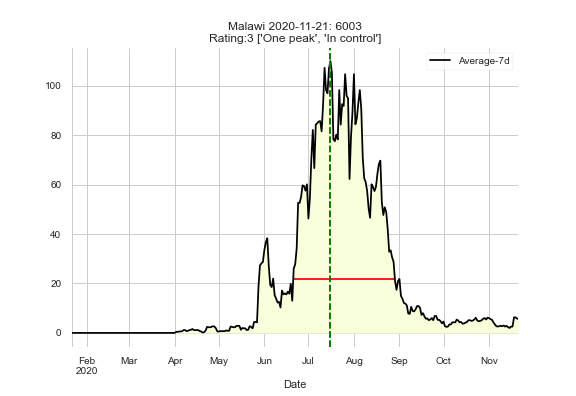 Malawi 2020-11-21: 6003
Rating:3 ['One peak', 'In control']
Average-7d
100
80
60
40
20
0
Feb Mar Apr May Jun Jul Aug Sep Oct Nov
2020
Date